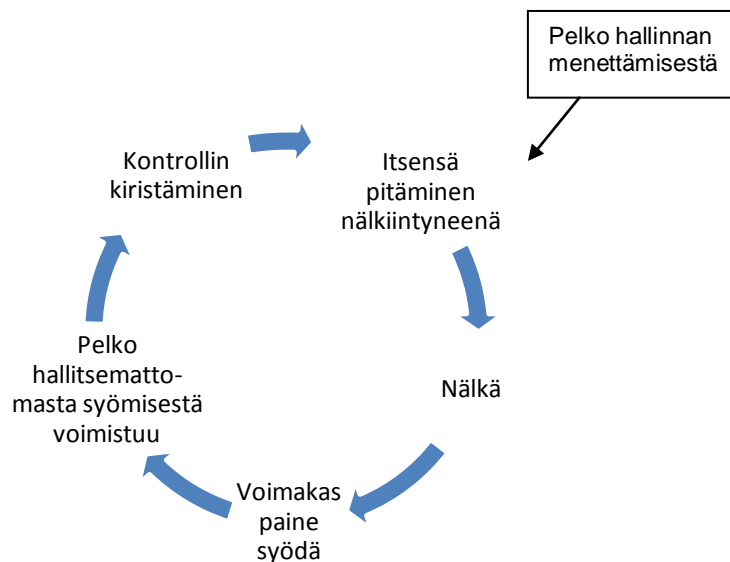 Pelko hallinnan
menettämisestä
Kontrollin
kiristäminen
Itsensä
pitäminen
nälkiintyneenä
Nälkä
Voimakas
paine
syödä
Pelko
hallitsematto-
masta syömisestä
voimistuu